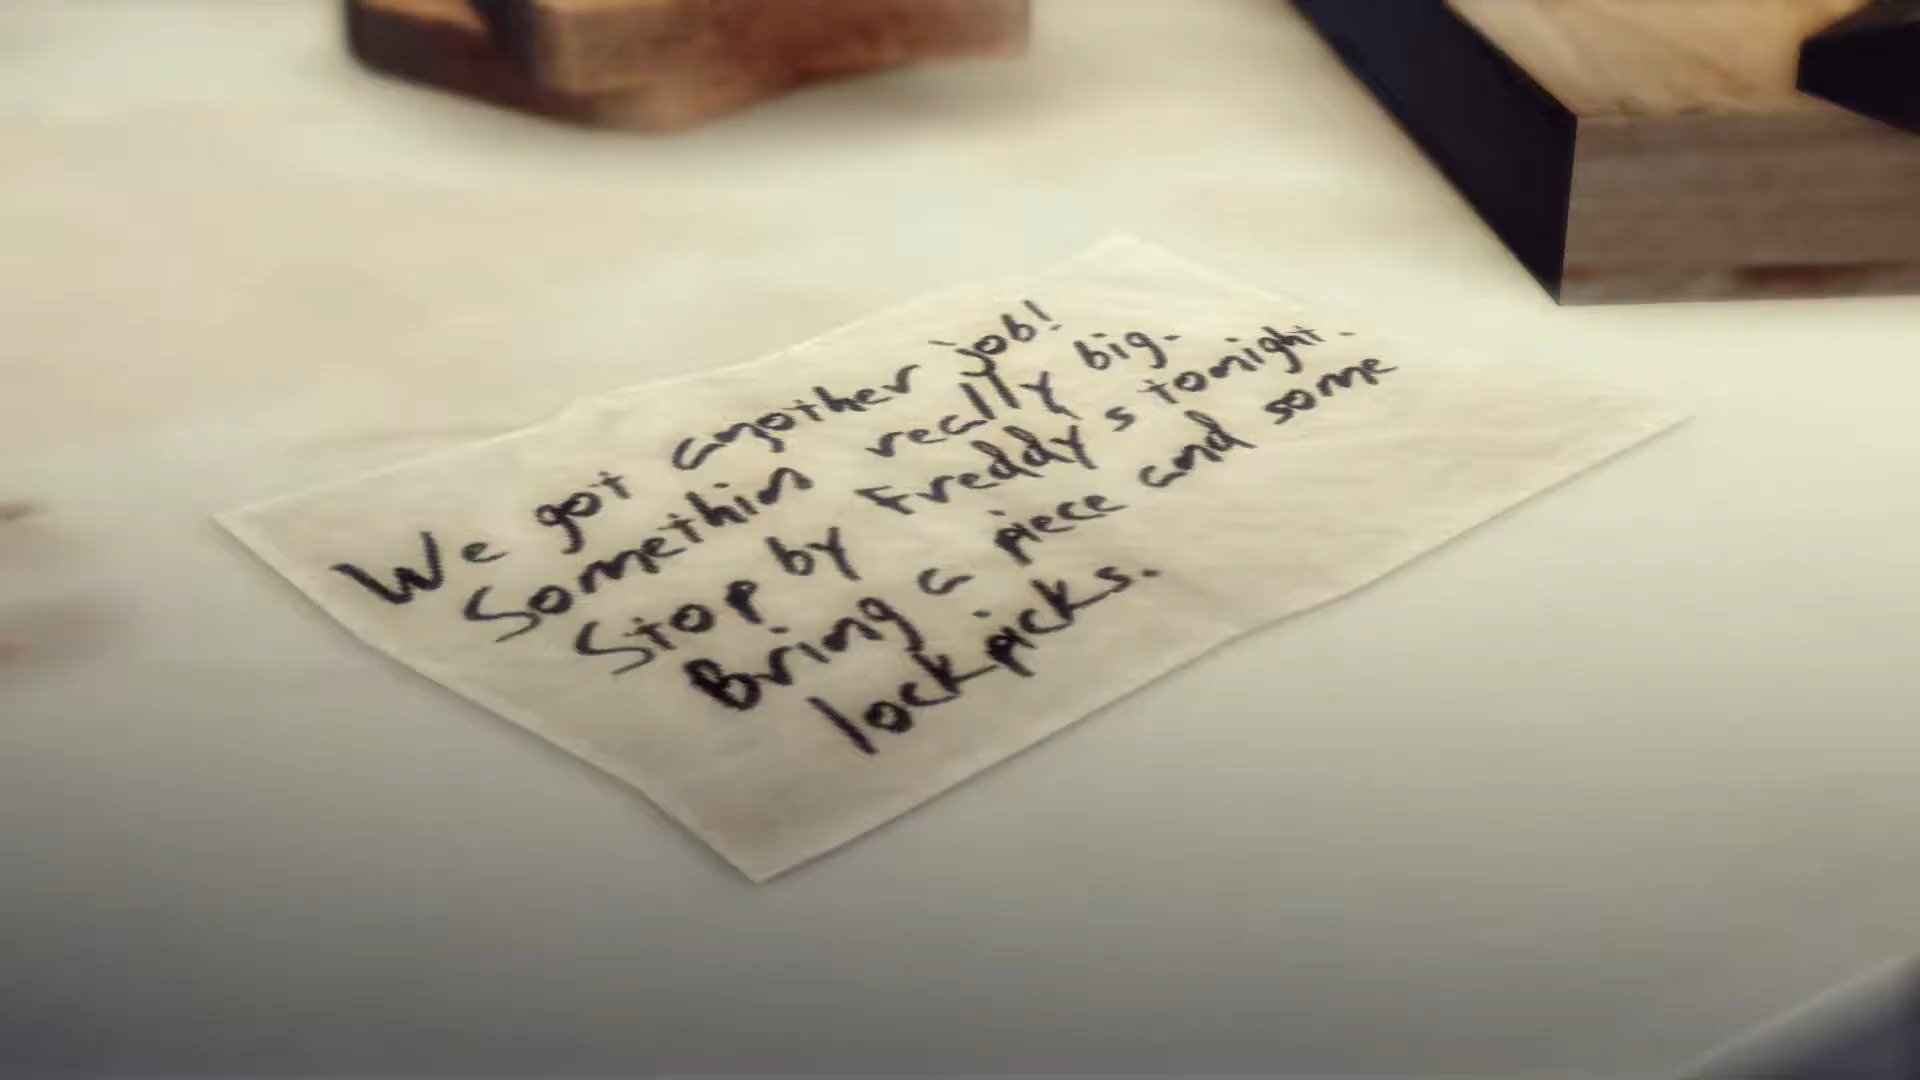 We got another job!
Somethin really big.
Stop by Freddy's tonight.
Bring a piece and some
lockpicks.